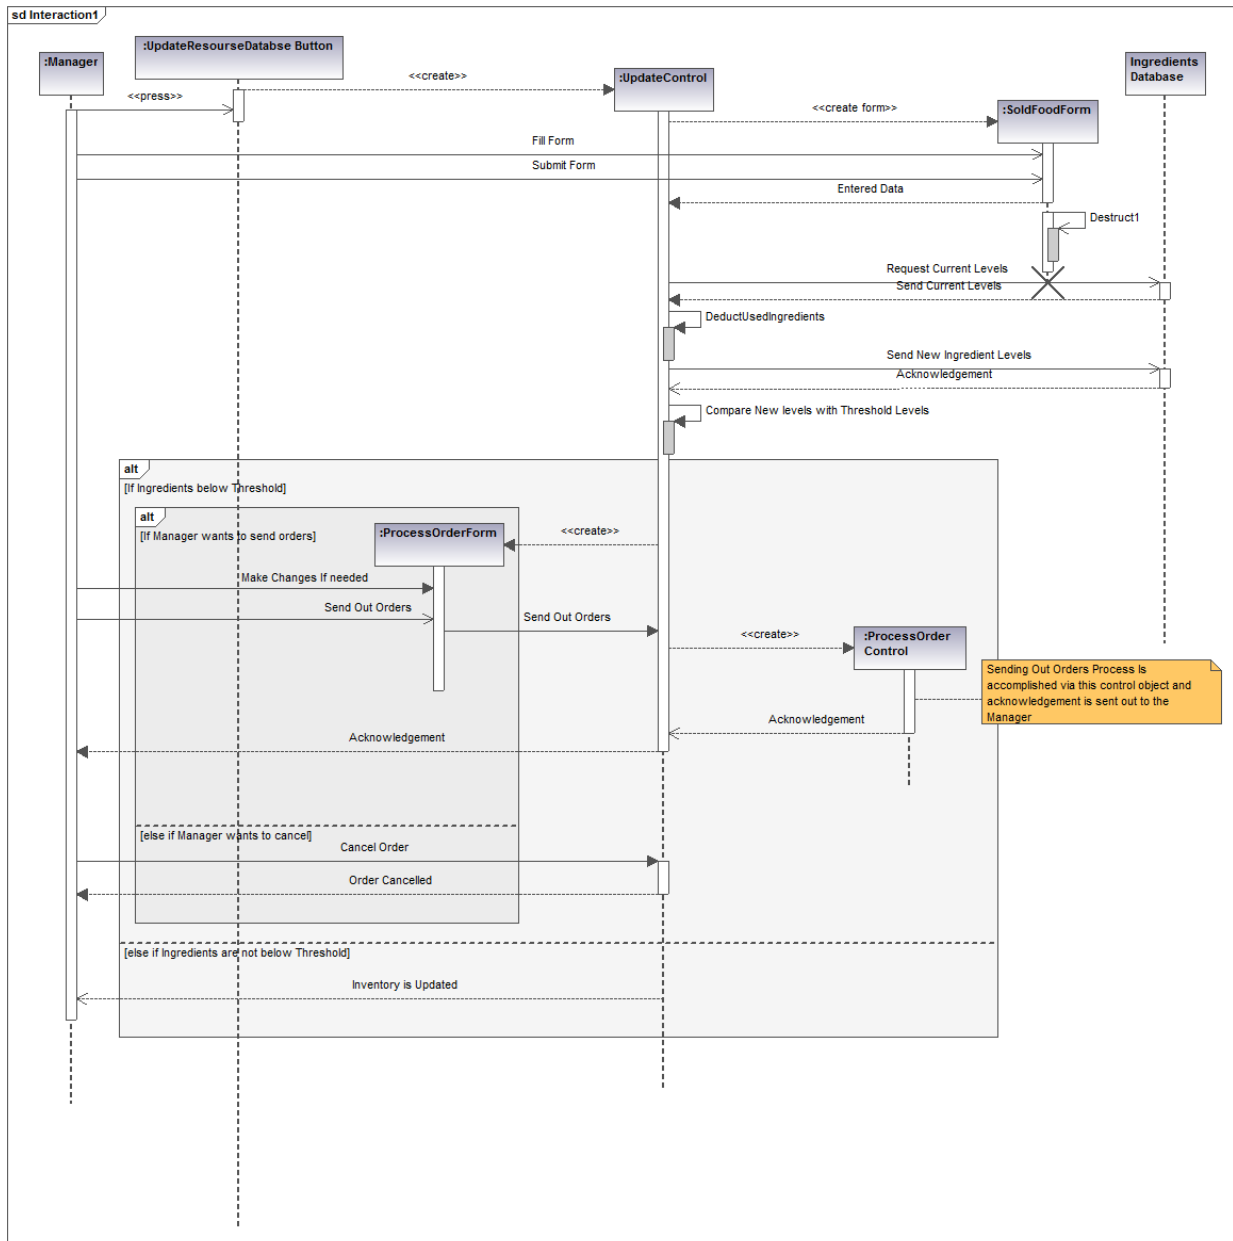 sd Interaction1
:Manager
:UpdateResourseDatabse Button
<<create>>
:UpdateControl
Ingredients
Database
<<press>>
<<create form>>
:SoldFoodForm
Fill Form
Submit Form
Entered Data
Destruct1
Request Current Levels
Send Current Levels
DeductUsedIngredients
Send New Ingredient Levels
Acknowledgement
Compare New levels with Threshold Levels
alt
[If Ingredients below Threshold]
alt
[If Manager wants to send orders]
:ProcessOrderForm
<<create>>
Make Changes If needed
Send Out Orders
Send Out Orders
<<create>>
:ProcessOrder
Control
Sending Out Orders Process Is
accomplished via this control object and
acknowledgement is sent out to the
Manager
Acknowledgement
Acknowledgement
[else if Manager wants to cancel]
Cancel Order
Order Cancelled
[else if Ingredients are not below Threshold]
Inventory is Updated